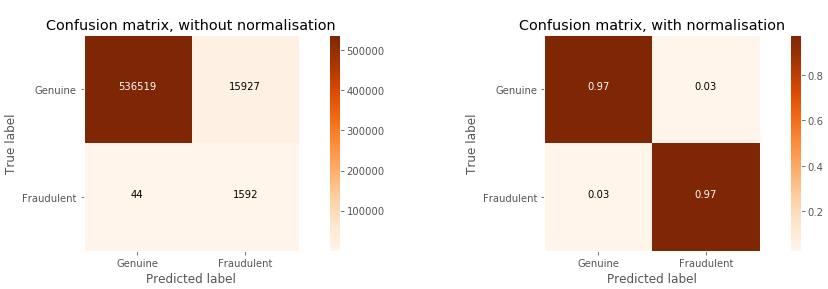 Confusion matrix, without normalisation
Genuine
Fraudulent
True label
536519
15927
44
1592
Genuine
Fraudulent
Predicted label
500000
400000
300000
200000
100000
Confusion matrix, with normalisation
Genuine
Fraudulent
True label
0.97
0.03
0.03
0.97
Genuine
Fraudulent
Predicted label
0.8
0.6
0.4
0.2